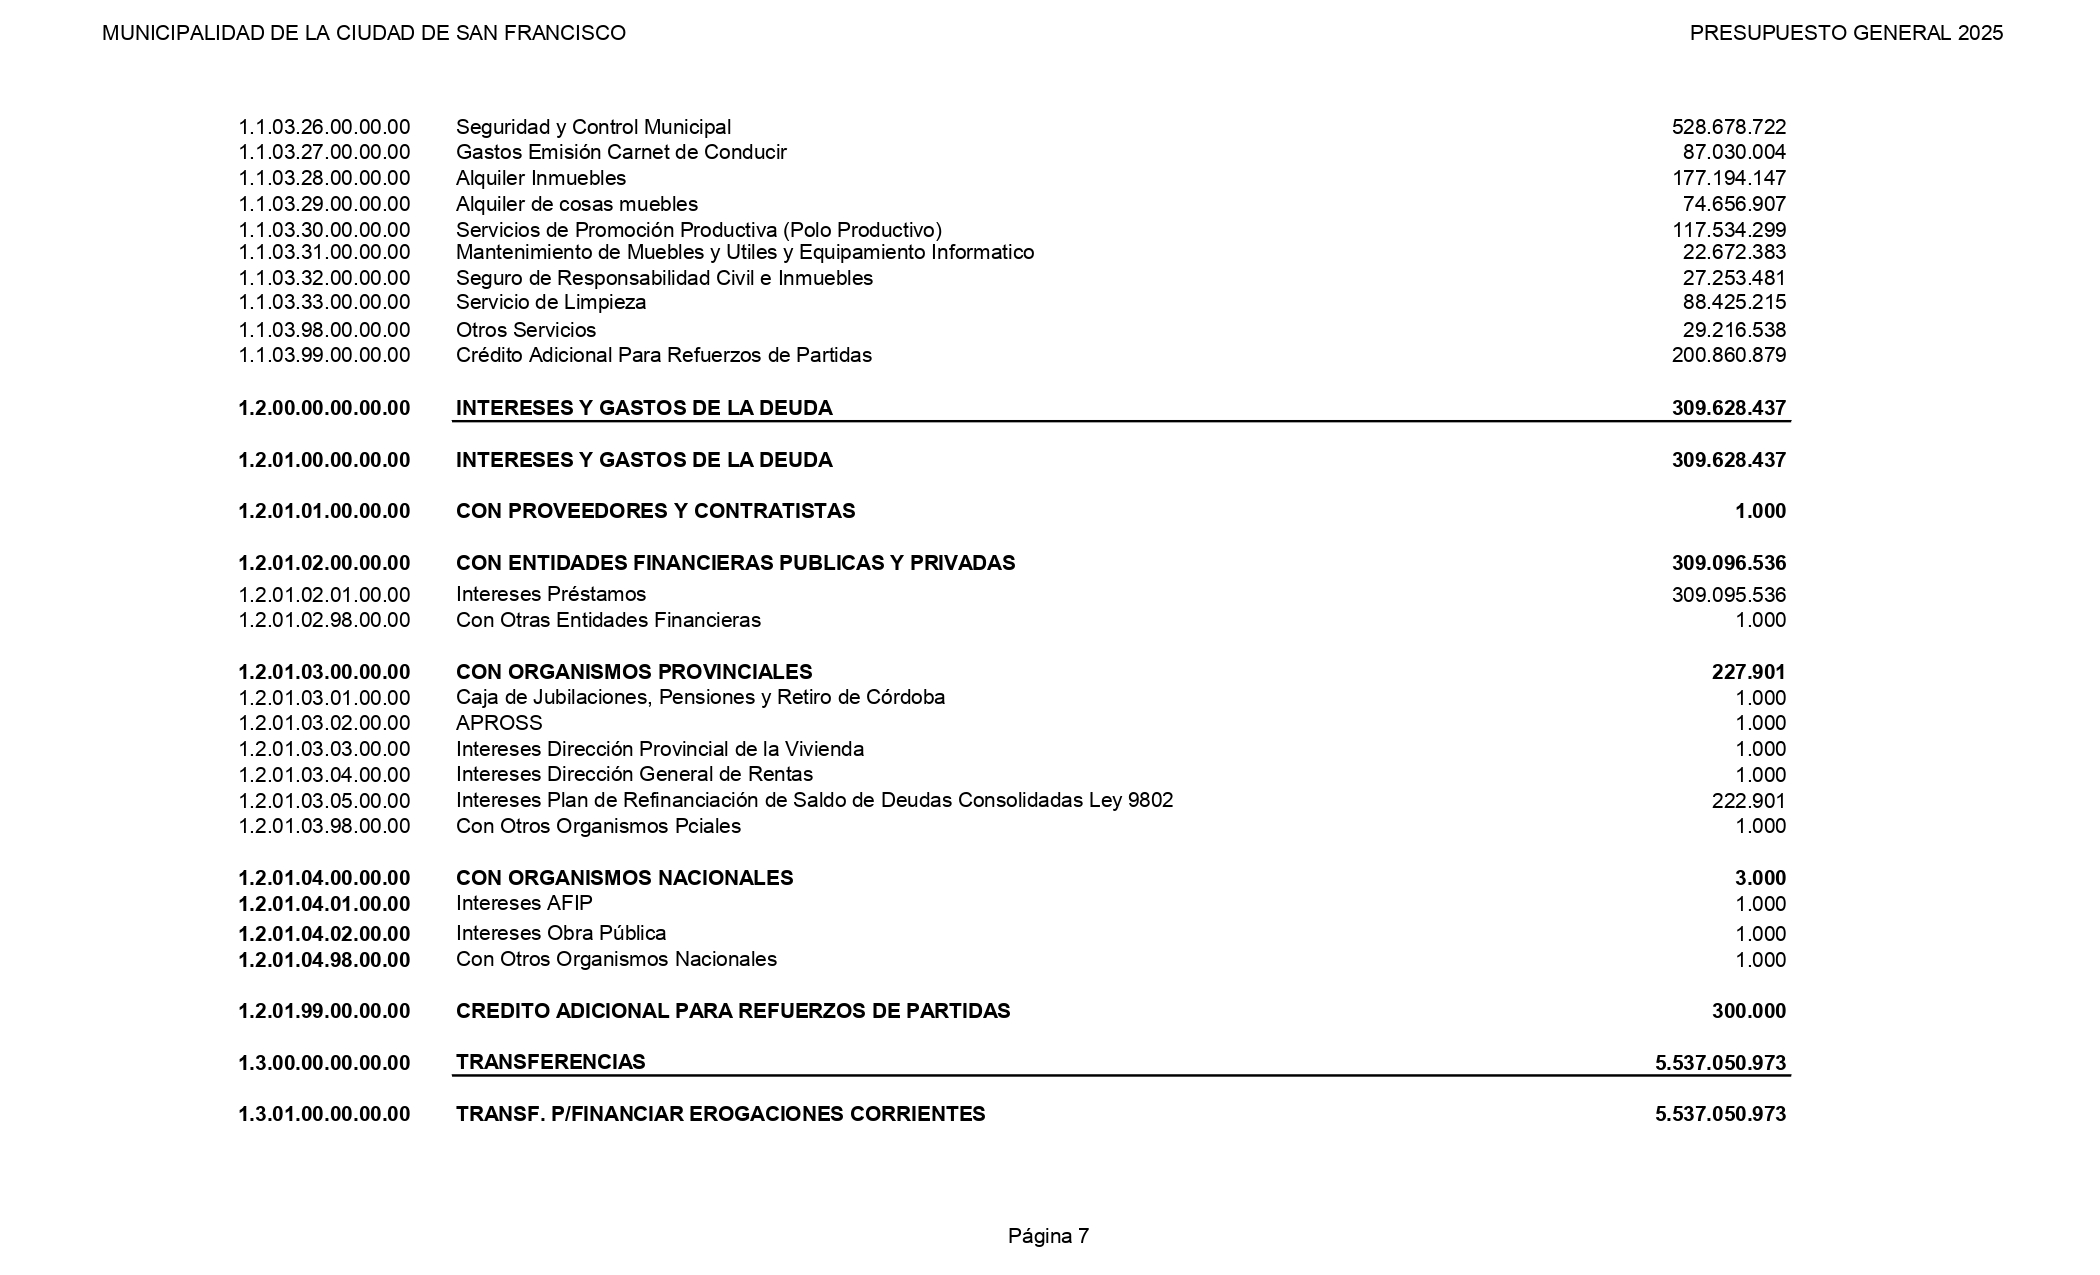 MUNICIPALIDAD DE LA CIUDAD DE SAN FRANCISCO PRESUPUESTO GENERAL 2025
1.1.03.26.00.00.00 Seguridad y Control Municipal 528.678.722
1.1.03.27.00.00.00 Gastos Emisión Carnet de Conducir 87.030.004
1.1.03.28.00.00.00 Alquiler Inmuebles 177.194.147
1.1.03.29.00.00.00 Alquiler de cosas muebles 74.656.907
1.1.03.30.00.00.00 Servicios de Promoción Productiva (Polo Productivo) 117.534.299
1.1.03.31.00.00.00 Mantenimiento de Muebles y Utiles y Equipamiento Informatico 22.672.383
1.1.03.32.00.00.00 Seguro de Responsabilidad Civil e Inmuebles 27.253.481
1.1.03.33.00.00.00 Servicio de Limpieza 88.425.215
1.1.03.98.00.00.00 Otros Servicios 29.216.538
1.1.03.99.00.00.00 Crédito Adicional Para Refuerzos de Partidas 200.860.879
1.2.00.00.00.00.00 INTERESES Y GASTOS DE LA DEUDA 309.628.437
1.2.01.00.00.00.00 INTERESES Y GASTOS DE LA DEUDA 309.628.437
1.2.01.01.00.00.00 CON PROVEEDORES Y CONTRATISTAS 1.000
1.2.01.02.00.00.00 CON ENTIDADES FINANCIERAS PUBLICAS Y PRIVADAS 309.096.536
1.2.01.02.01.00.00 Intereses Préstamos 309.095.536
1.2.01.02.98.00.00 Con Otras Entidades Financieras 1.000
1.2.01.03.00.00.00 CON ORGANISMOS PROVINCIALES 227.901
1.2.01.03.01.00.00 Caja de Jubilaciones, Pensiones y Retiro de Córdoba 1.000
1.2.01.03.02.00.00 APROSS 1.000
1.2.01.03.03.00.00 Intereses Dirección Provincial de la Vivienda 1.000
1.2.01.03.04.00.00 Intereses Dirección General de Rentas 1.000
1.2.01.03.05.00.00 Intereses Plan de Refinanciación de Saldo de Deudas Consolidadas Ley 9802 222.901
1.2.01.03.98.00.00 Con Otros Organismos Pciales 1.000
1.2.01.04.00.00.00 CON ORGANISMOS NACIONALES 3.000
1.2.01.04.01.00.00 Intereses AFIP 1.000
1.2.01.04.02.00.00 Intereses Obra Pública 1.000
1.2.01.04.98.00.00 Con Otros Organismos Nacionales 1.000
1.2.01.99.00.00.00 CREDITO ADICIONAL PARA REFUERZOS DE PARTIDAS 300.000
1.3.00.00.00.00.00 TRANSFERENCIAS 5.537.050.973
1.3.01.00.00.00.00 TRANSF. P/FINANCIAR EROGACIONES CORRIENTES 5.537.050.973
Página 7